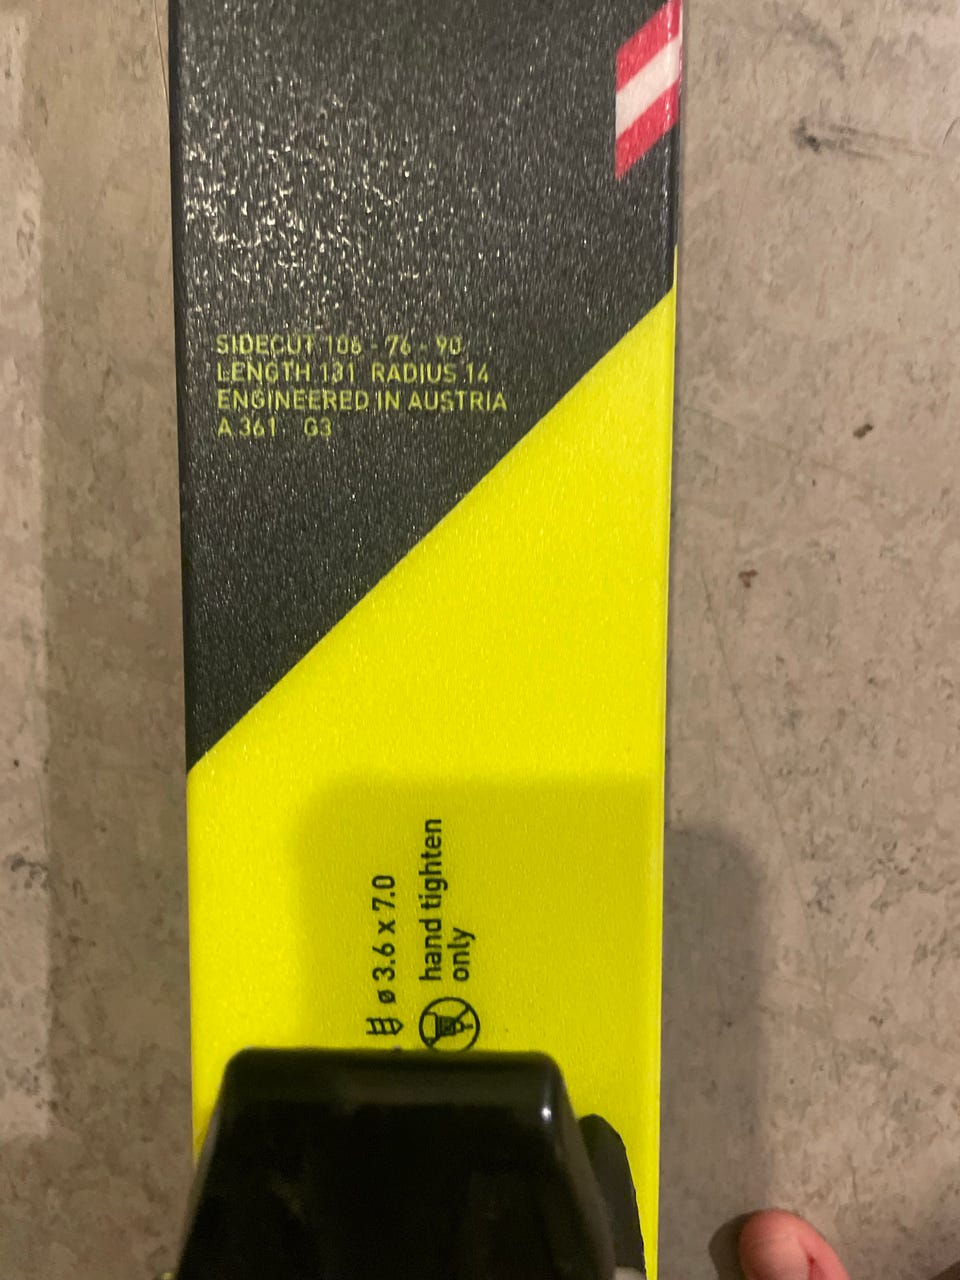 SIDECUT 106 - 76 - 90
LENGTH 131 RADIUS 14
ENGINEERED IN AUSTRIA
A 361 G3
ø 3.6 x 7.0
hand tighten
only